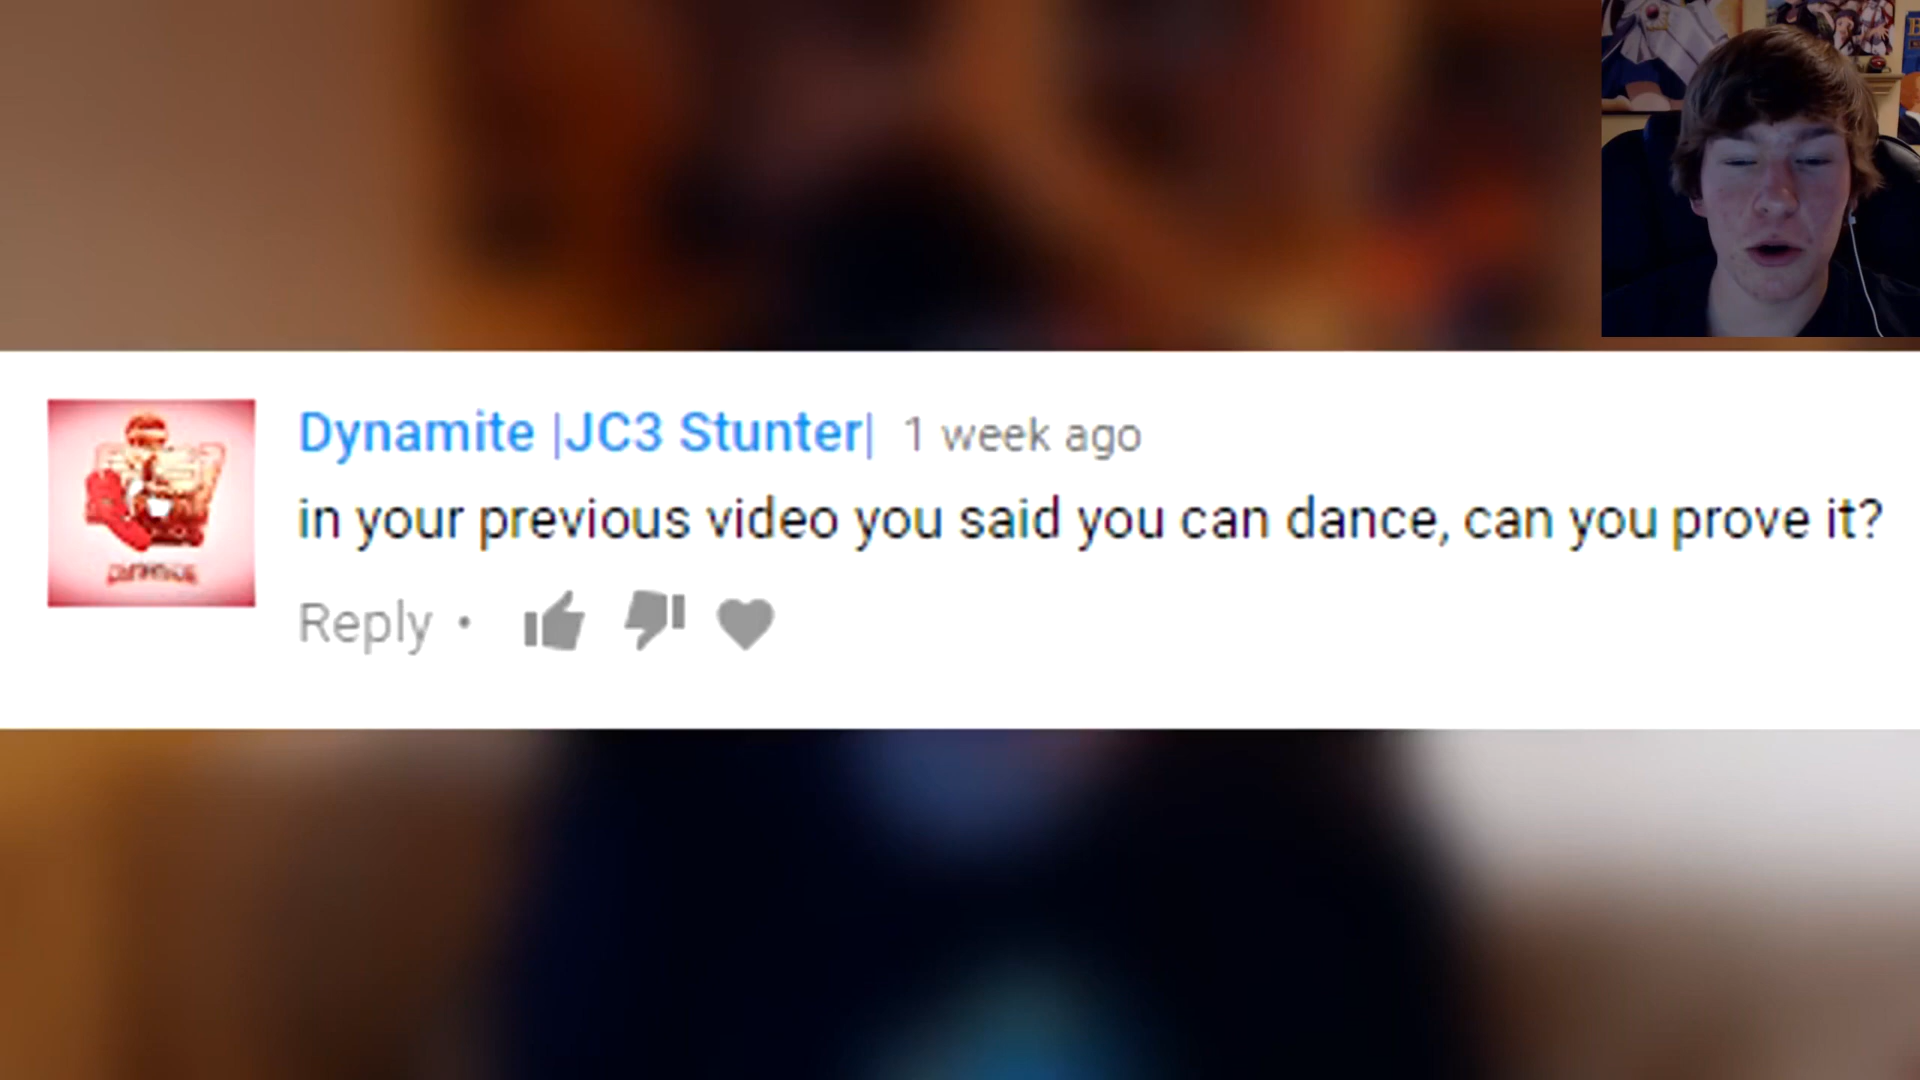 Dynamite |JC3 Stunter| 1 week ago
in your previous video you said you can dance, can you prove it?
Reply •